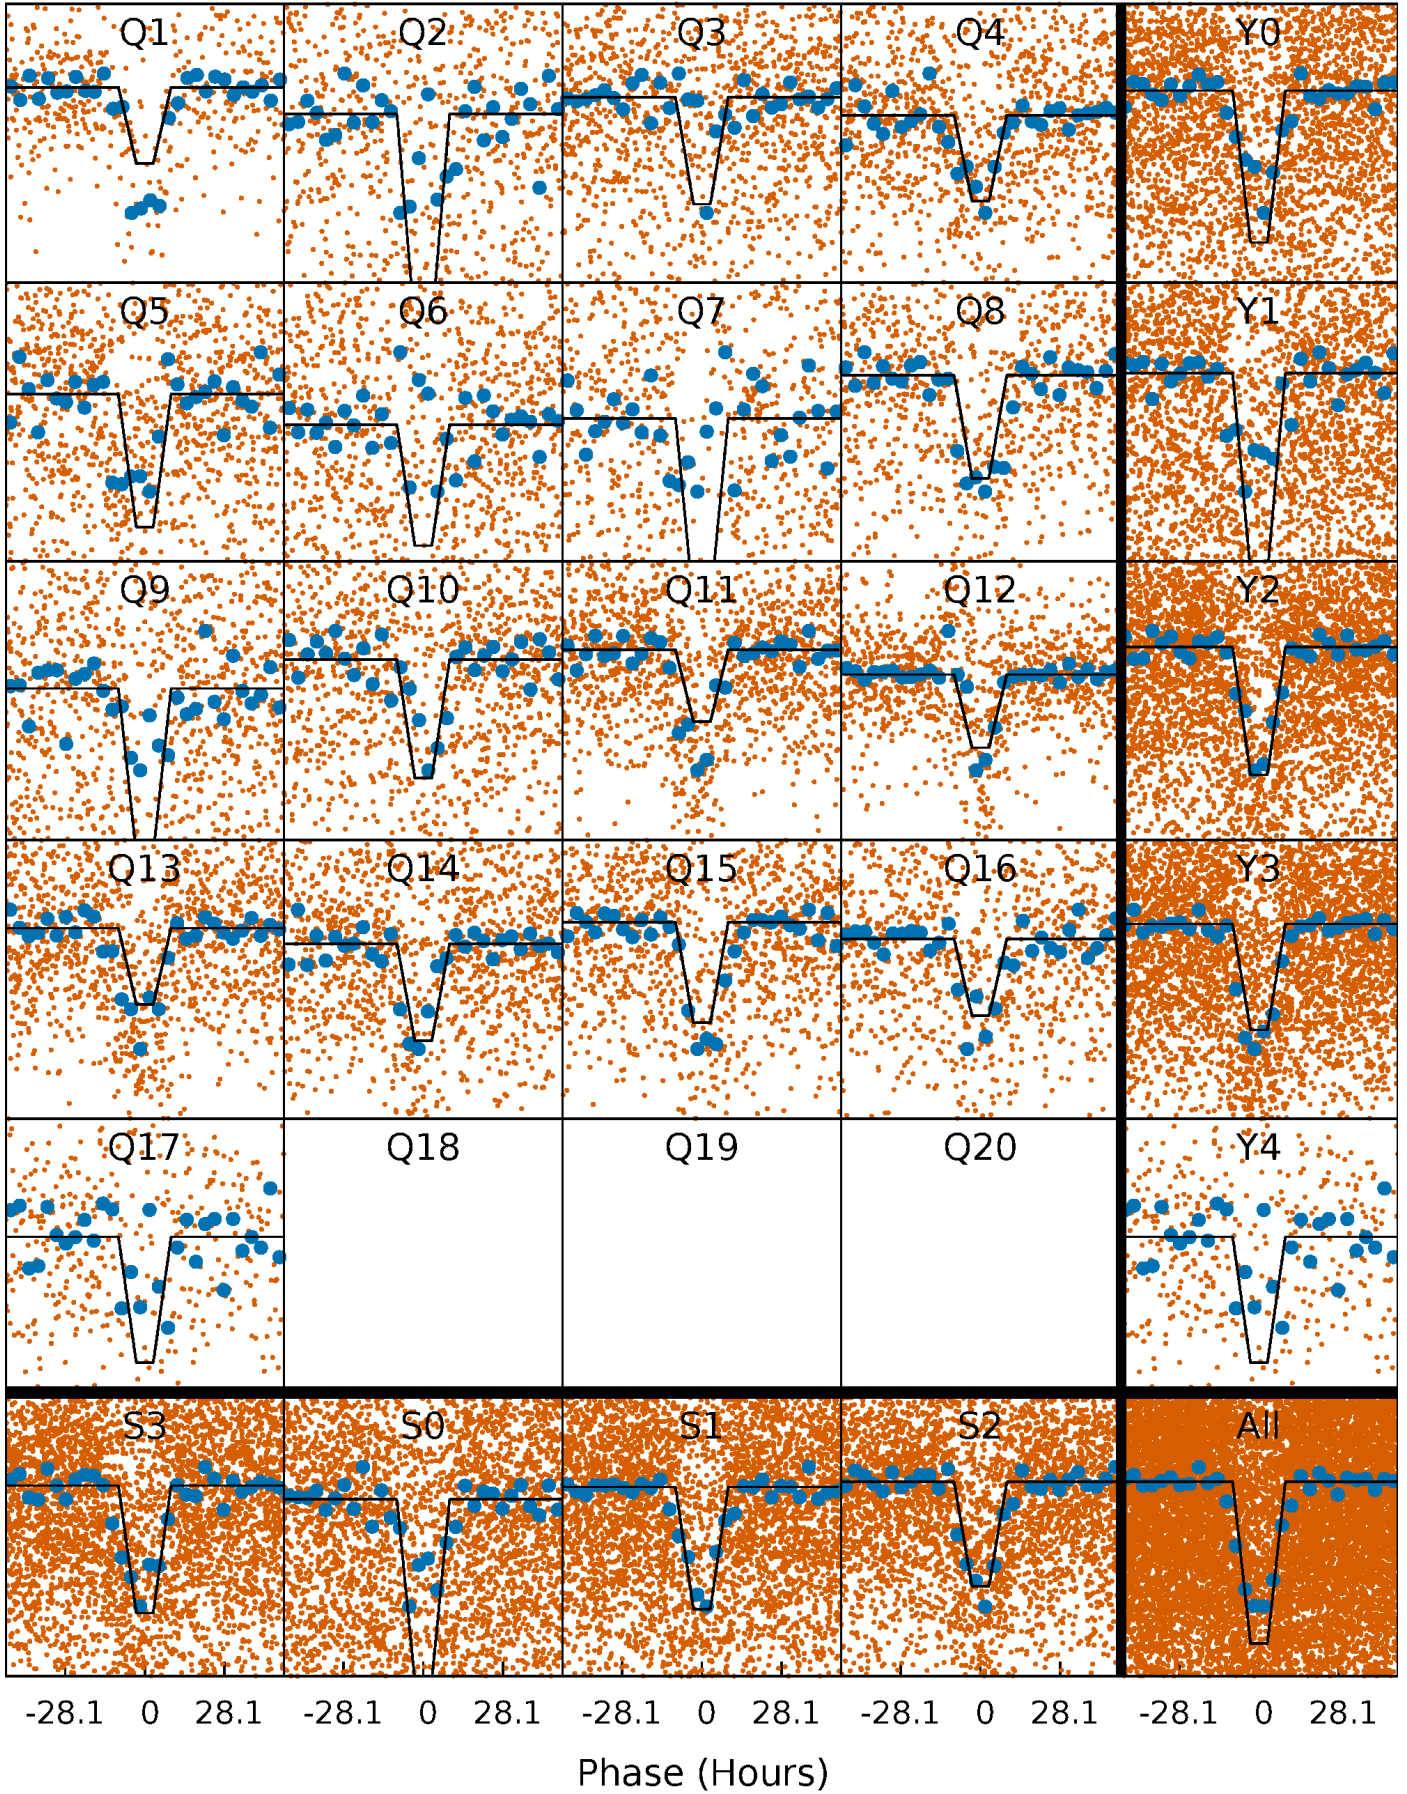 Q1 Q2 Q3 Q4 Y0
Q5 Q6 Q7 Q8 Y1
Q9 Q10 Q11 Q12 Y2
Q13 Q14 Q15 Q16 Y3
Q17 Q18 Q19 Q20 Y4
S3 S0 S1 S2 All
-28.1 0 28.1 -28.1 0 28.1 -28.1 0 28.1 -28.1 0 28.1 -28.1 0 28.1
Phase (Hours)